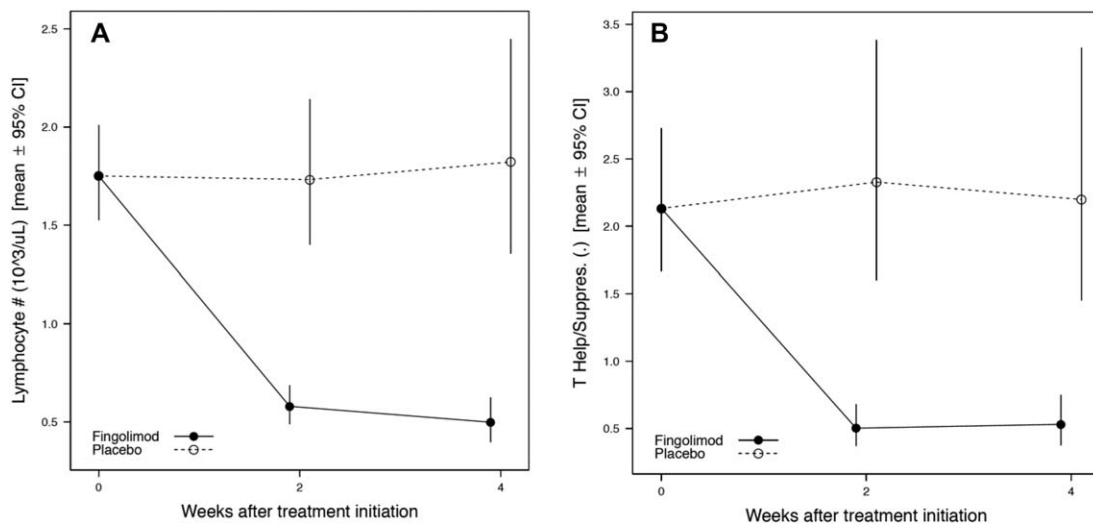 A
Lymphocyte # (10^3/uL) [mean ± 95% CI]
2.5
2.0
1.5
1.0
0.5
Fingolimod
Placebo
0 2 4
Weeks after treatment initiation
B
T Help/Suppres. (.) [mean ± 95% CI]
3.5
3.0
2.5
2.0
1.5
1.0
0.5
Fingolimod
Placebo
0 2 4
Weeks after treatment initiation